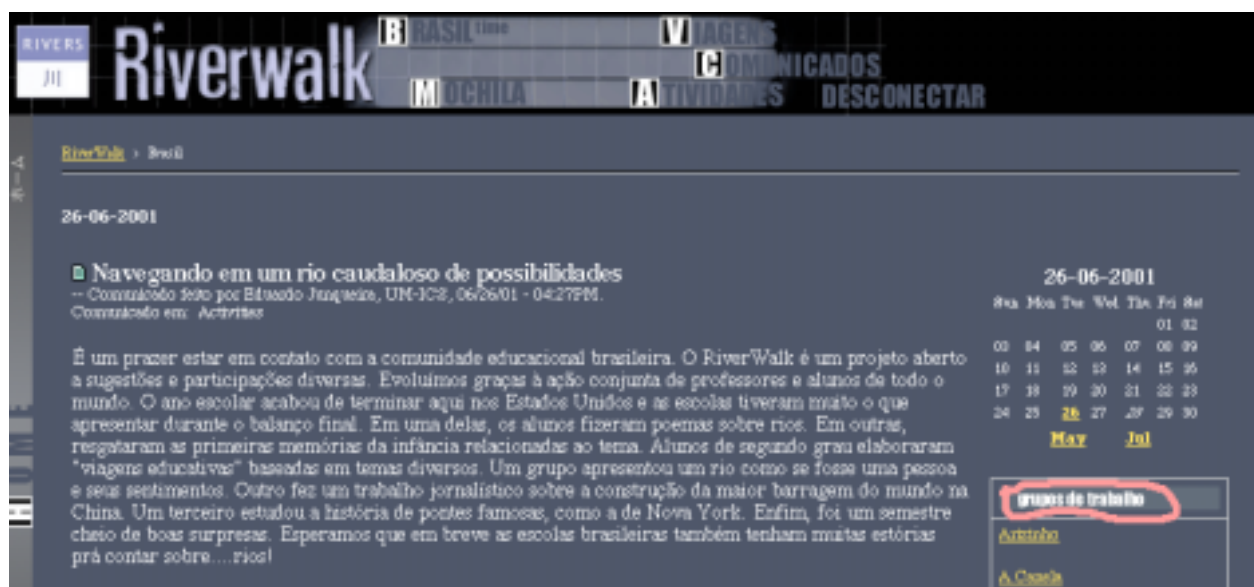 RIVERS
川
Riverwalk
BRASIL time
VIAGENS
COMUNICADOS
MOCHILA
ATIVIDADES
DESCONECTAR
RiverWalk > Brasil
26-06-2001
Navegando em um rio caudaloso de possibilidades
-- Comunicado feito por Eduardo Junqueira, UM-ICS, 06/26/01 - 04:27PM.
Comunicado em: Activities
É um prazer estar em contato com a comunidade educacional brasileira. O RiverWalk é um projeto aberto
a sugestões e participações diversas. Evoluímos graças à ação conjunta de professores e alunos de todo o
mundo. O ano escolar acabou de terminar aqui nos Estados Unidos e as escolas tiveram muito o que
apresentar durante o balanço final. Em uma delas, os alunos fizeram poemas sobre rios. Em outras,
resgataram as primeiras memórias da infância relacionadas ao tema. Alunos de segundo grau elaboraram
"viagens educativas" baseadas em temas diversos. Um grupo apresentou um rio como se fosse uma pessoa
e seus sentimentos. Outro fez um trabalho jornalístico sobre a construção da maior barragem do mundo na
China. Um terceiro estudou a história de pontes famosas, como a de Nova York. Enfim, foi um semestre
cheio de boas surpresas. Esperamos que em breve as escolas brasileiras também tenham muitas estórias
prá contar sobre....rios!
26-06-2001
Sun Mon Tue Wed Thu Fri Sat
01 02
03 04 05 06 07 08 09
10 11 12 13 14 15 16
17 18 19 20 21 22 23
24 25 26 27 28 29 30
May Jul
grupos de trabalho
A Canela